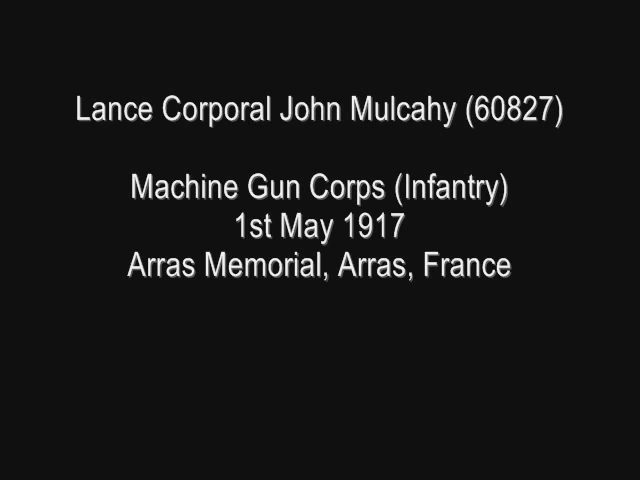 Lance Corporal John Mulcahy (60827)
Machine Gun Corps (Infantry)
1st May 1917
Arras Memorial, Arras, France